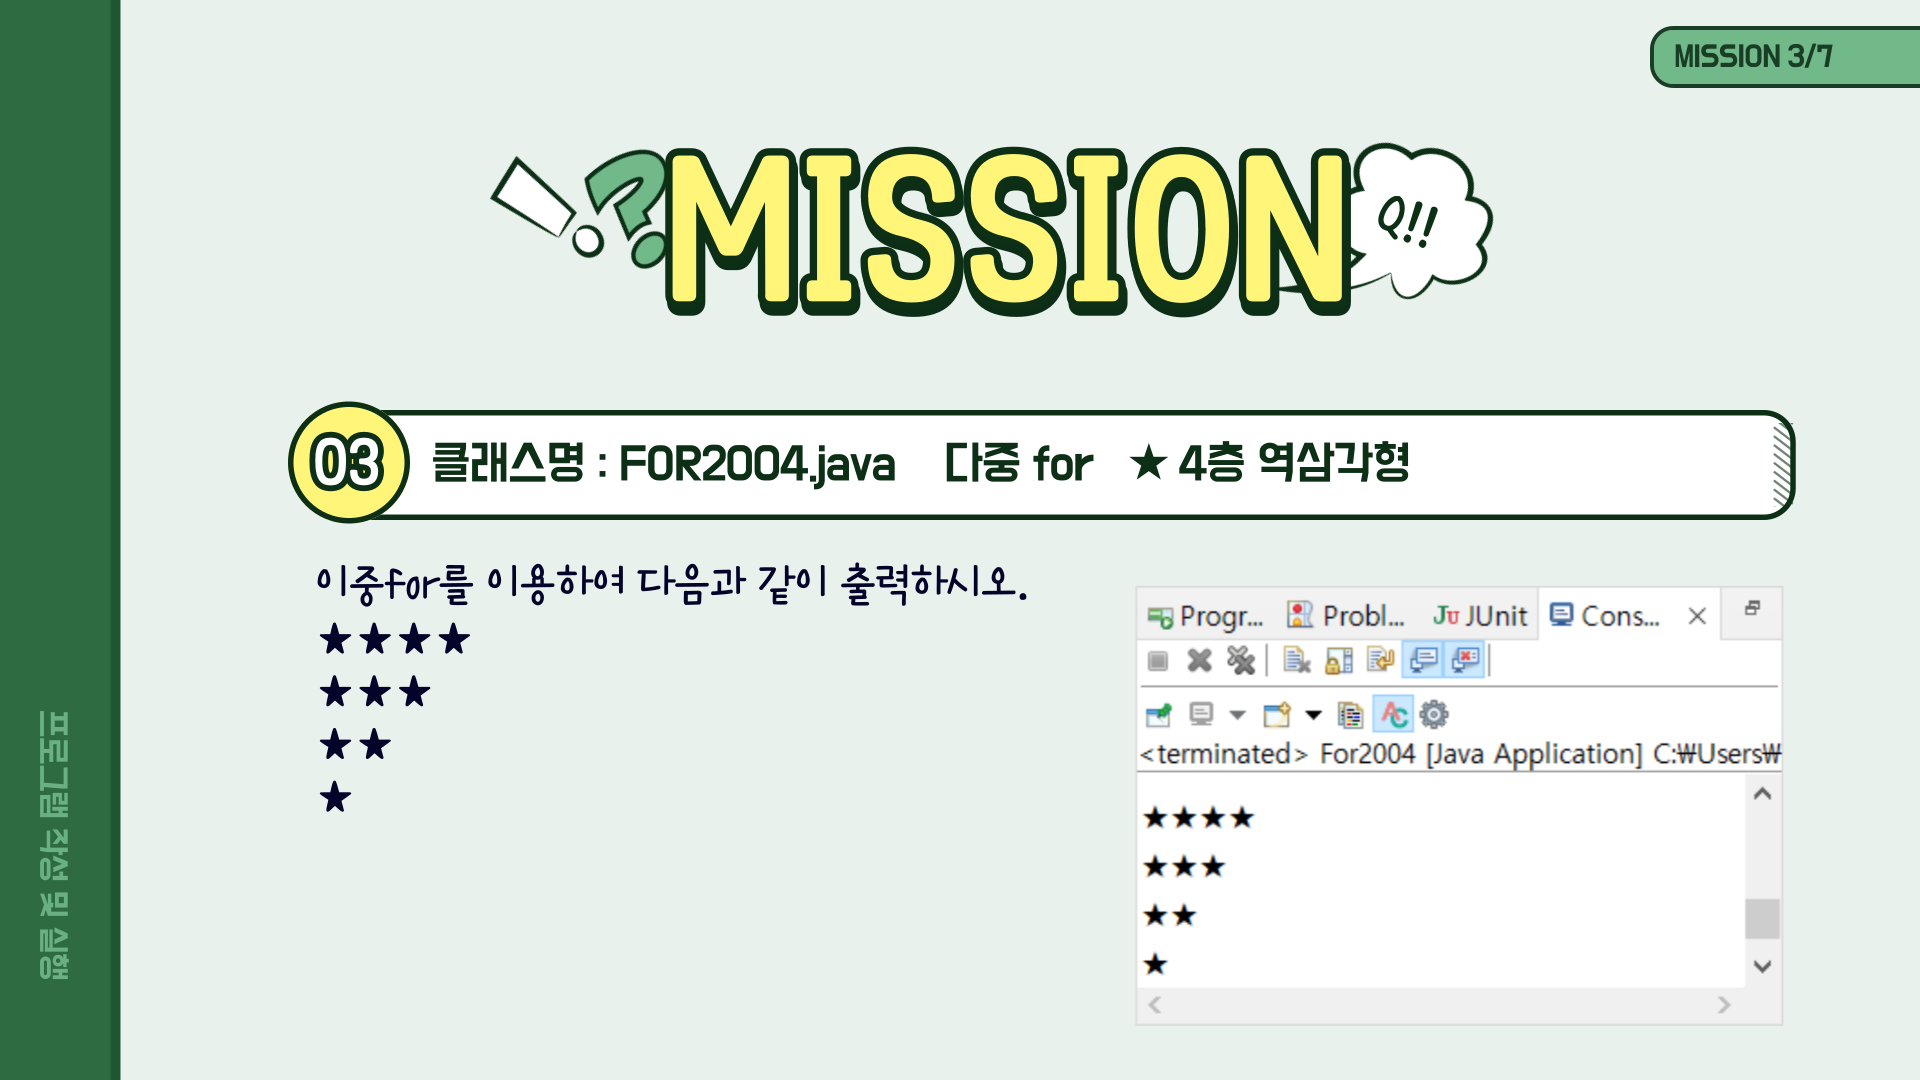 MISSION 3/7
!?MISSION
Q!!
03 클래스명 : FOR2004.java 다중 for ★ 4층 역삼각형
이중for를 이용하여 다음과 같이 출력하시오.
★★★★
★★★
★★
★
Progr... Probl... JU JUnit Cons...
<terminated> For2004 [Java Application] C:₩Users₩
★★★★
★★★
★★
★
프로그램 작성 및 실행